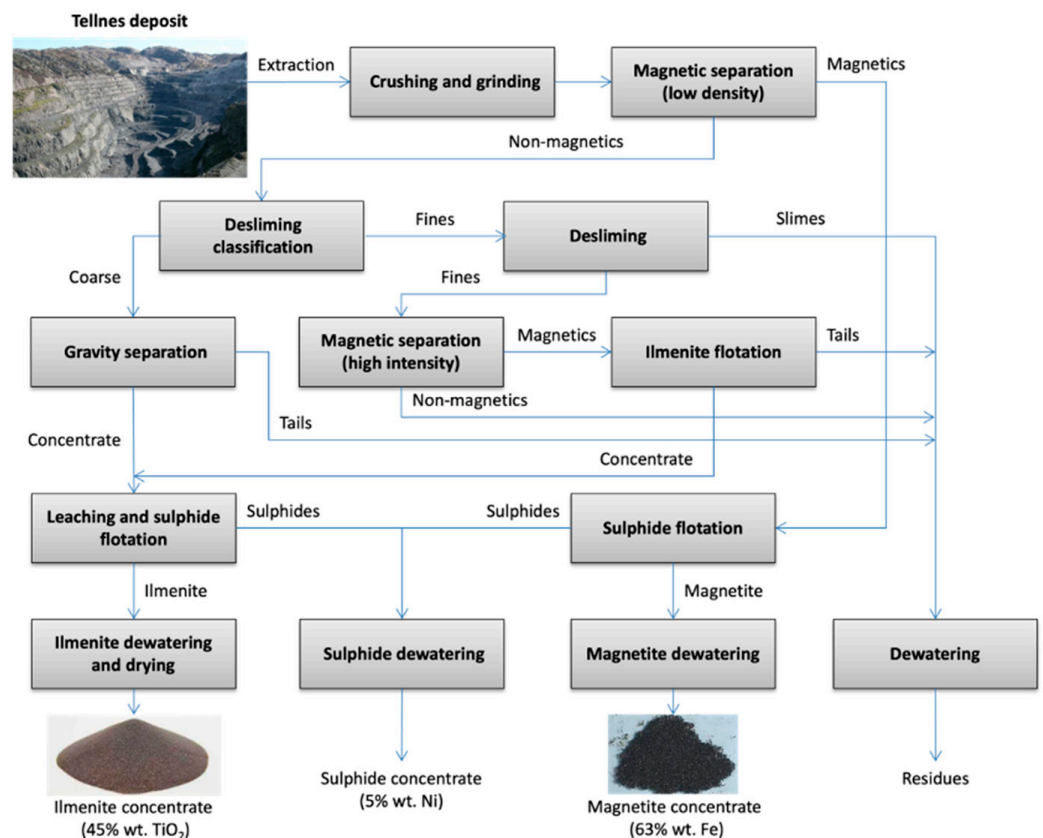 Tellnes deposit
Extraction
Crushing and grinding
Magnetic separation
(low density)
Magnetics
Non-magnetics
Desliming
classification
Fines
Desliming
Slimes
Coarse
Fines
Gravity separation
Magnetic separation
(high intensity)
Magnetics
Ilmenite flotation
Tails
Non-magnetics
Tails
Concentrate
Concentrate
Leaching and sulphide
flotation
Sulphides
Sulphides
Sulphide flotation
Ilmenite
Magnetite
Ilmenite dewatering
and drying
Sulphide dewatering
Magnetite dewatering
Dewatering
Ilmenite concentrate
(45% wt. TiO₂)
Sulphide concentrate
(5% wt. Ni)
Magnetite concentrate
(63% wt. Fe)
Residues